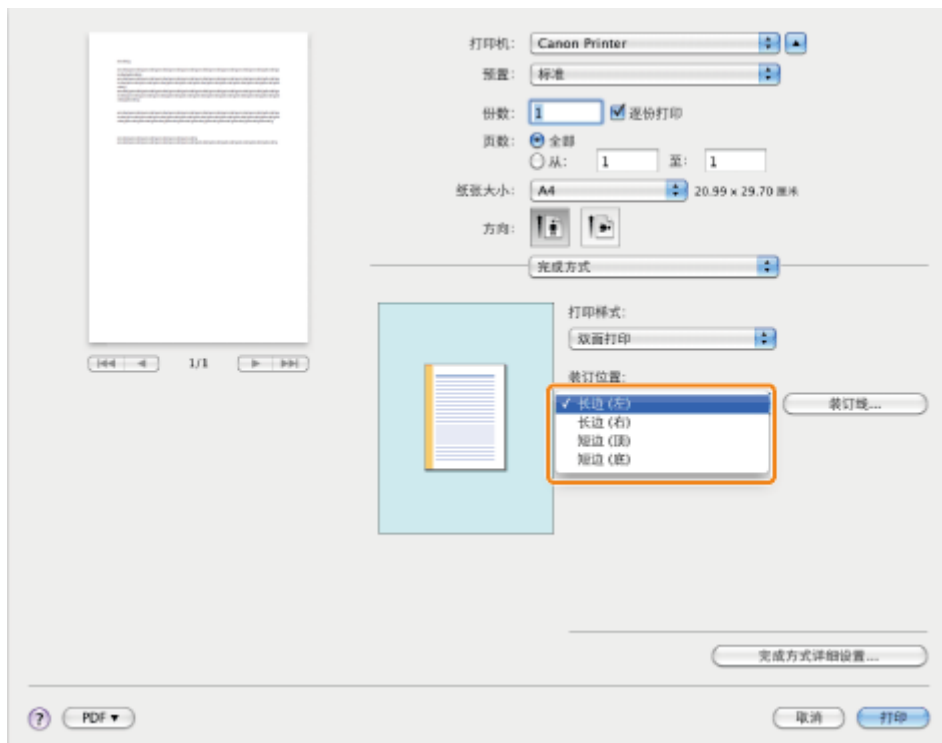 打印机: Canon Printer
预置: 标准
份数: 1 逐份打印
页数: 全部
从: 1 至: 1
纸张大小: A4 20.99 x 29.70 厘米
方向:
完成方式
打印样式:
双面打印
1/1
装订位置:
✓ 长边 (左)
装订线...
长边 (右)
短边 (顶)
短边 (底)
完成方式详细设置...
? PDF ▼ 取消 打印